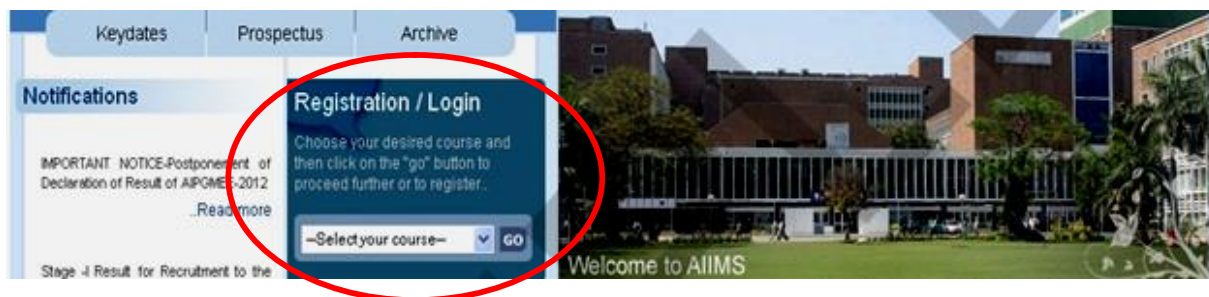 Keydates Prospectus Archive
Notifications
IMPORTANT NOTICE-Postponement of
Declaration of Result of AIPGMEE-2012
..Read more
Stage -I Result for Recruitment to the
Registration / Login
Choose your desired course and
then click on the "go" button to
proceed further or to register..
--Select your course-- GO
Welcome to AIIMS